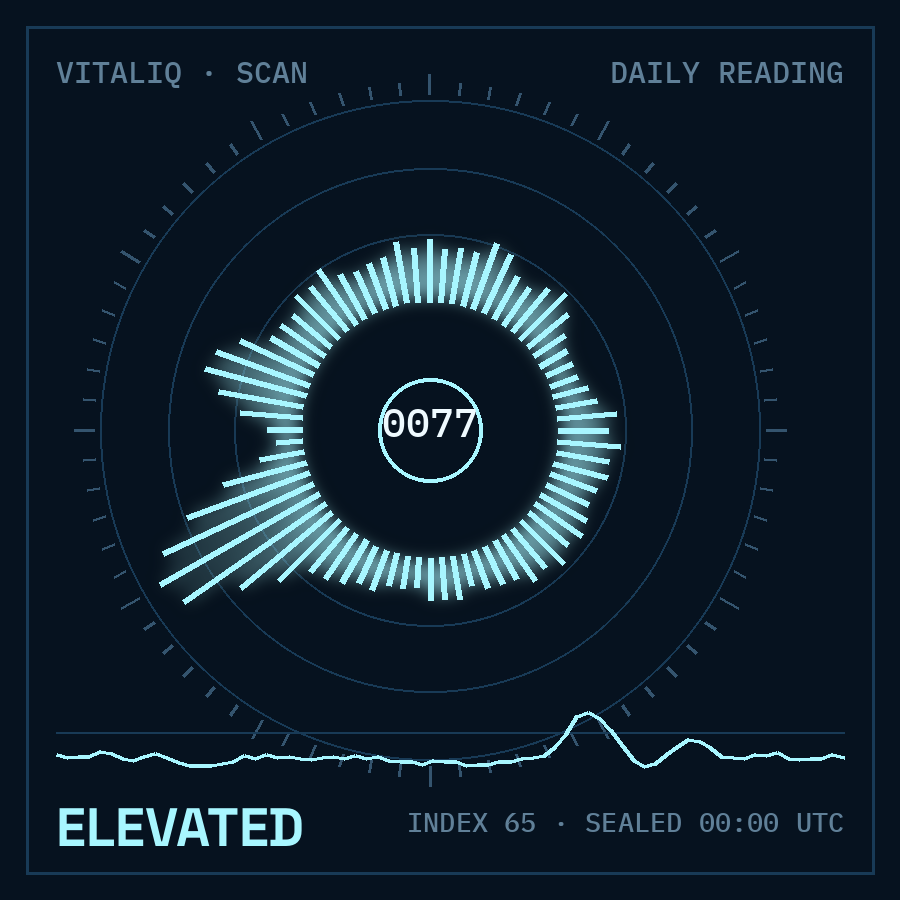 VITALIQ · SCAN
DAILY READING
0077
ELEVATED
INDEX 65 · SEALED 00:00 UTC